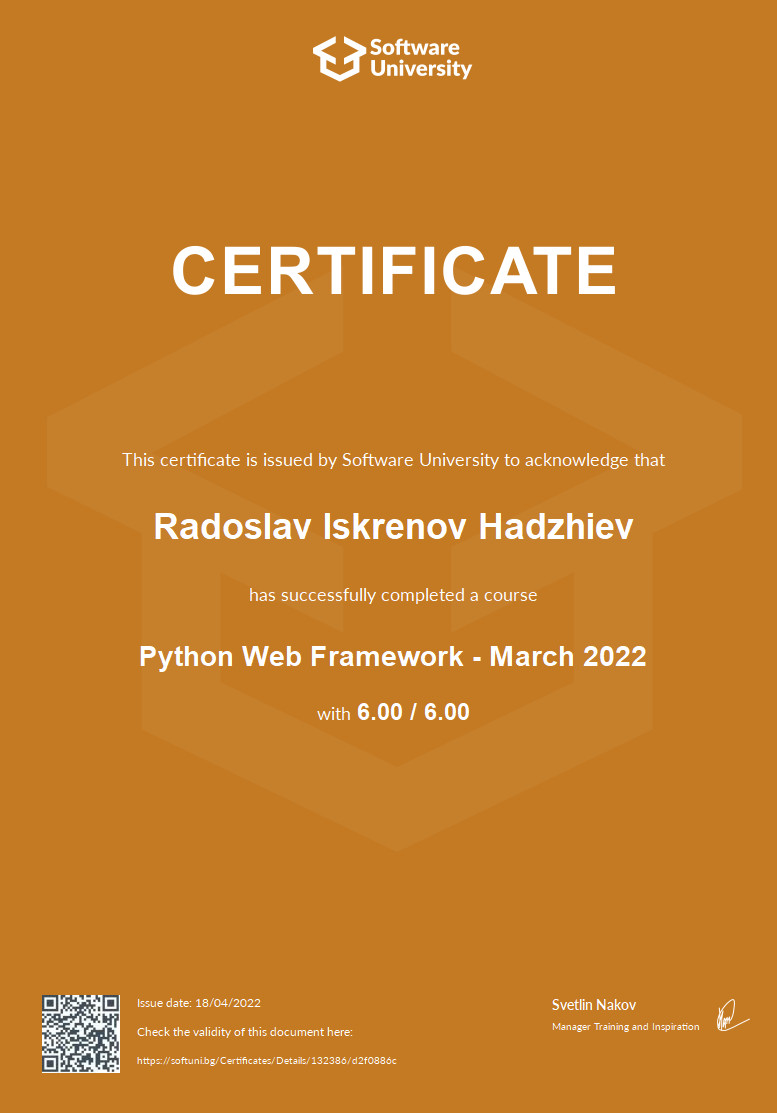 Software
University
CERTIFICATE
This certificate is issued by Software University to acknowledge that
Radoslav Iskrenov Hadzhiev
has successfully completed a course
Python Web Framework - March 2022
with 6.00 / 6.00
Issue date: 18/04/2022
Check the validity of this document here:
https://softuni.bg/Certificates/Details/132386/d2f0886c
Svetlin Nakov
Manager Training and Inspiration